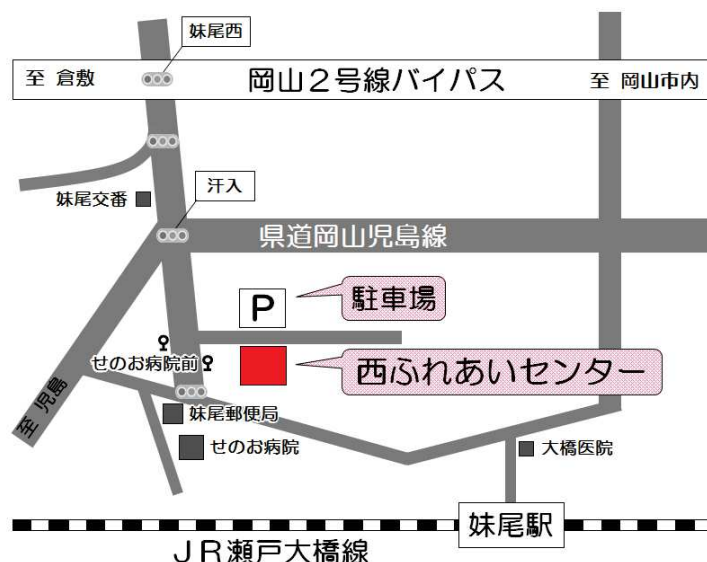 妹尾西
至 倉敷
岡山２号線バイパス
至 岡山市内
妹尾交番
汗入
県道岡山児島線
P
駐車場
せのお病院前
西ふれあいセンター
至 児島
妹尾郵便局
せのお病院
大橋医院
妹尾駅
ＪＲ瀬戸大橋線